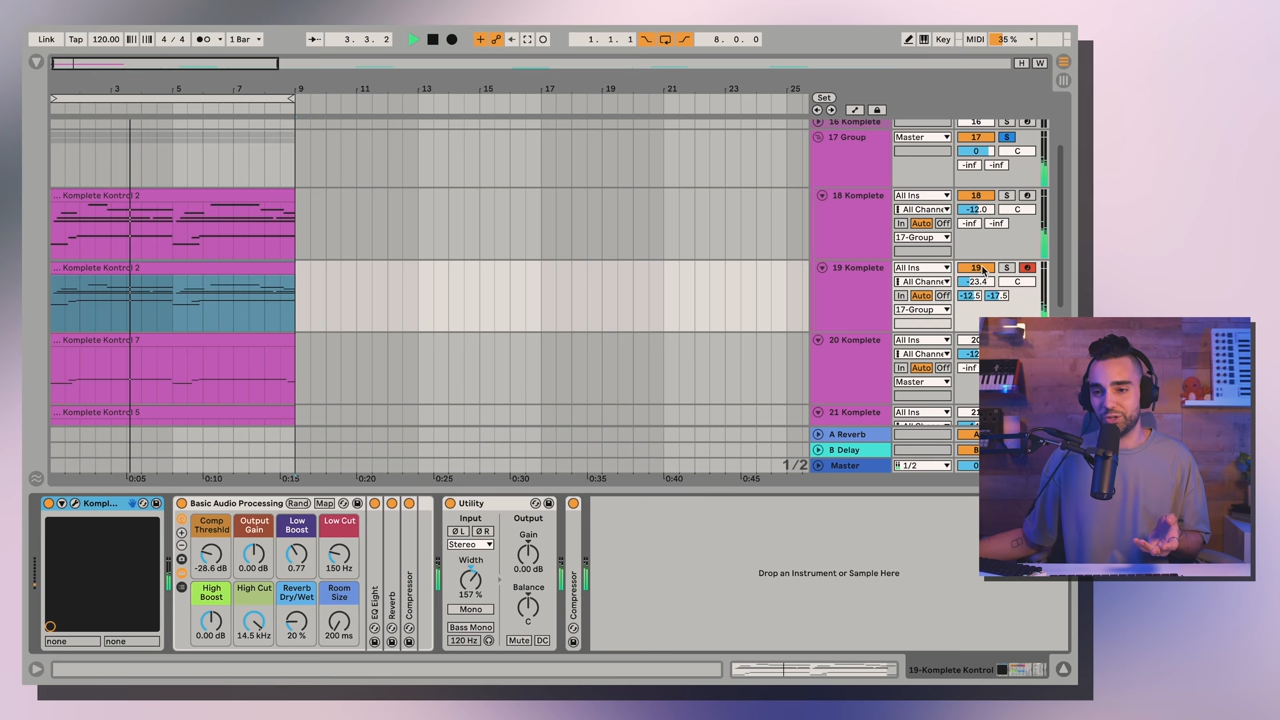 Link Tap 120.00 4 / 4 1 Bar 3. 3. 2 1. 1. 1 8. 0. 0 Key MIDI 35 %
H W
3 5 7 9 11 13 15 17 19 21 23 25 Set
16 Komplete 16 S
17 Group Master 17 S
0 C
-inf -inf
... Komplete Kontrol 2 18 Komplete All Ins 18 S
All Channe -12.0 C
In Auto Off -inf -inf
17-Group
... Komplete Kontrol 2 19 Komplete All Ins 19 S
All Channe -23.4 C
In Auto Off -12.5 -17.5
17-Group
... Komplete Kontrol 7 20 Komplete All Ins 20
All Channe -12
In Auto Off -inf
Master
... Komplete Kontrol 5 21 Komplete All Ins 21
A Reverb A
B Delay B
1/2 Master 1/2 0
0:05 0:10 0:15 0:20 0:25 0:30 0:35 0:40 0:45
Kompl... Basic Audio Processing Rand Map Utility
Comp Threshld Output Gain Low Boost Low Cut
-28.6 dB 0.00 dB 0.77 150 Hz
High Boost High Cut Reverb Dry/Wet Room Size
0.00 dB 14.5 kHz 20 % 200 ms
none none
EQ Eight
Reverb
Compressor
Input Output
Ø L Ø R Gain
Stereo
Width 0.00 dB
157 % Balance
Mono
Bass Mono C
120 Hz Mute DC
Compressor
Drop an Instrument or Sample Here
19-Komplete Kontrol